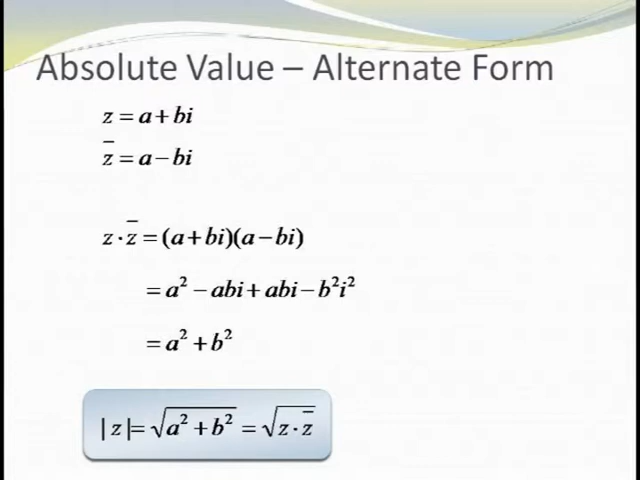 Absolute Value – Alternate Form
z = a + bi
z̅ = a − bi
z · z̅ = (a + bi)(a − bi)
= a² − abi + abi − b²i²
= a² + b²
| z |= √(a² + b²) = √(z · z̅)